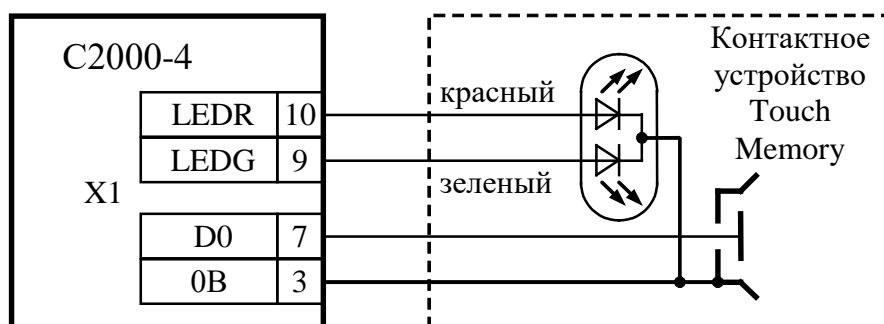 С2000-4
Контактное
устройство
Touch
Memory
красный
LEDR 10
LEDG 9
зеленый
X1
D0 7
0В 3